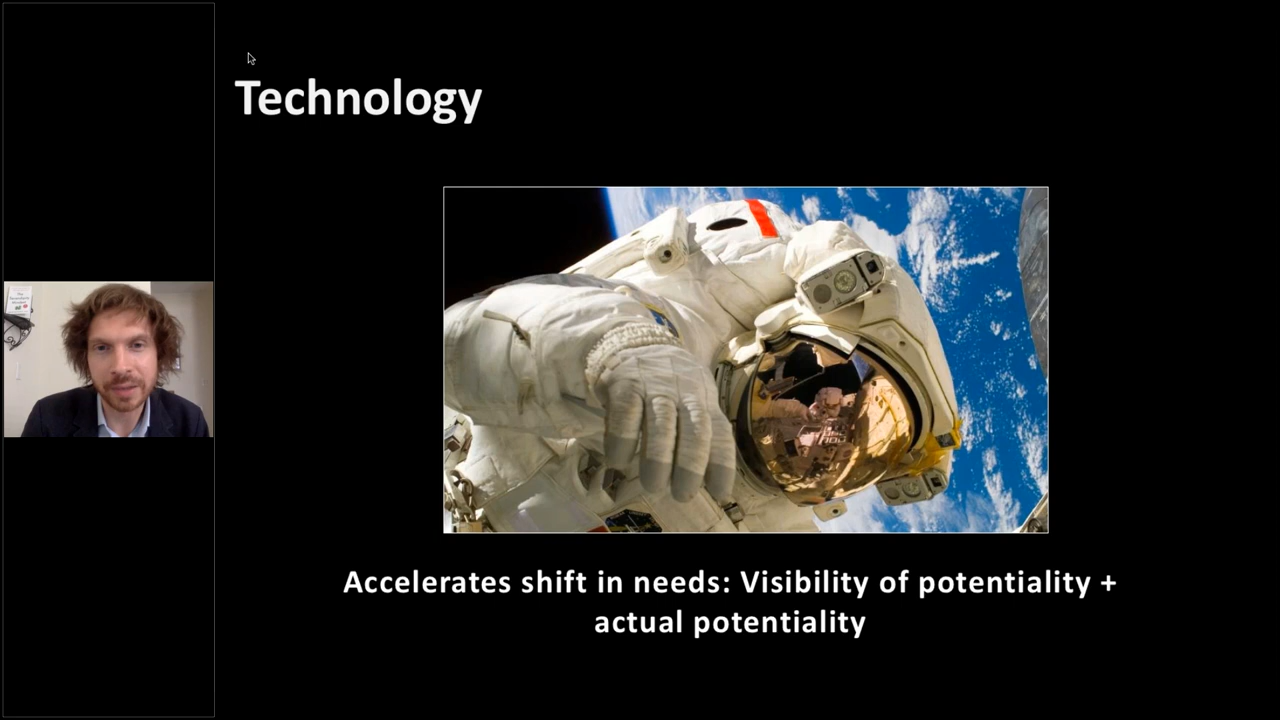 Technology
Accelerates shift in needs: Visibility of potentiality +
actual potentiality